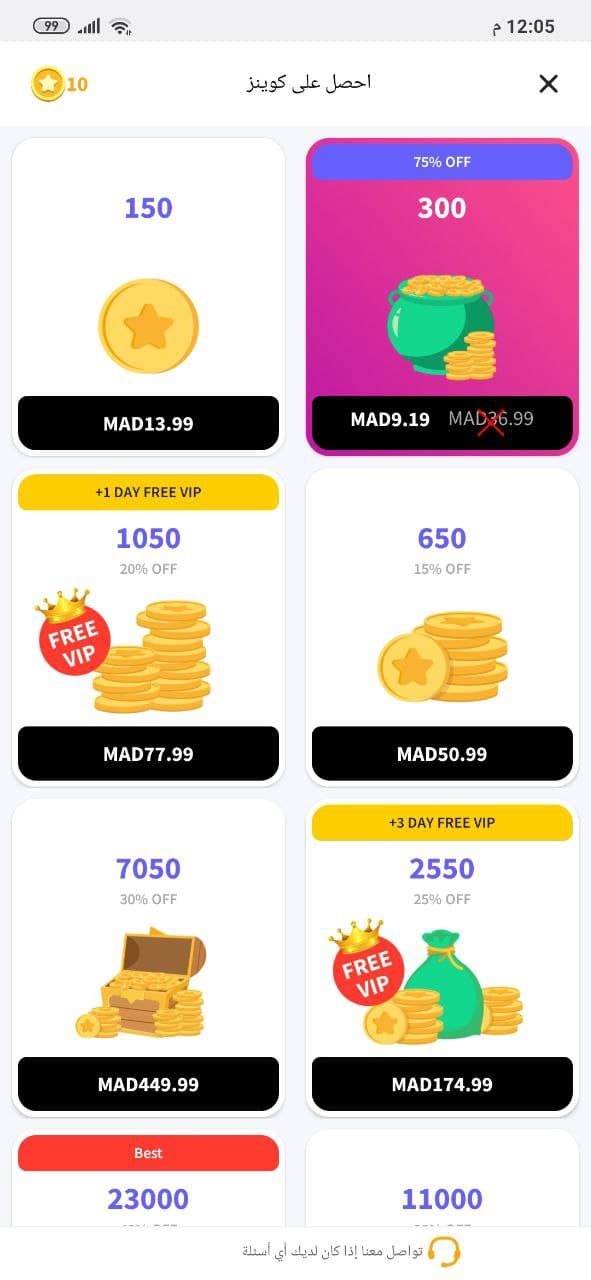 12:05 م
99
احصل على كوينز
10
75% OFF
300
MAD9.19 MAD36.99
150
MAD13.99
650
15% OFF
MAD50.99
+1 DAY FREE VIP
1050
20% OFF
FREE
VIP
MAD77.99
+3 DAY FREE VIP
2550
25% OFF
FREE
VIP
MAD174.99
7050
30% OFF
MAD449.99
11000
Best
23000
تواصل معنا إذا كان لديك أي أسئلة